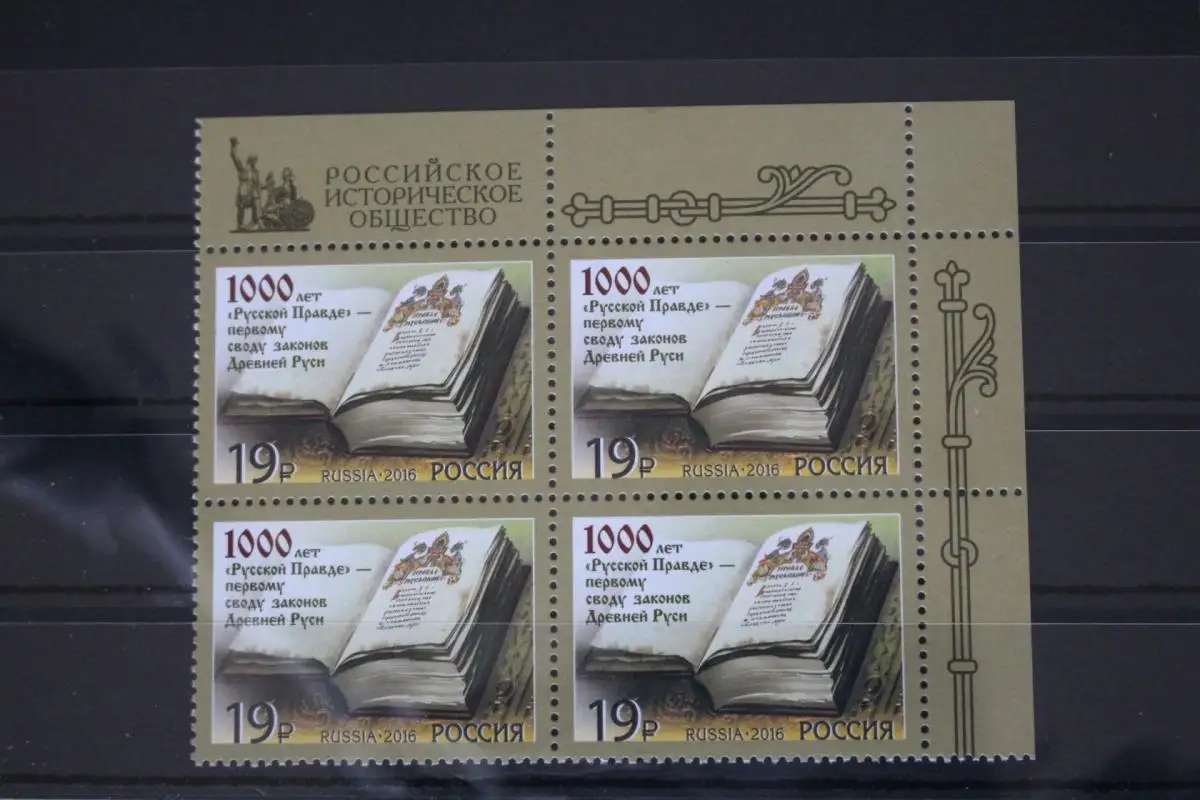 РОССИЙСКОЕ
ИСТОРИЧЕСКОЕ
ОБЩЕСТВО
1000 лет
«Русской Правде» —
первому
своду законов
Древней Руси
19₽ RUSSIA·2016 РОССИЯ
1000 лет
«Русской Правде» —
первому
своду законов
Древней Руси
19₽ RUSSIA·2016 РОССИЯ
1000 лет
«Русской Правде» —
первому
своду законов
Древней Руси
19₽ RUSSIA·2016 РОССИЯ
1000 лет
«Русской Правде» —
первому
своду законов
Древней Руси
19₽ RUSSIA·2016 РОССИЯ